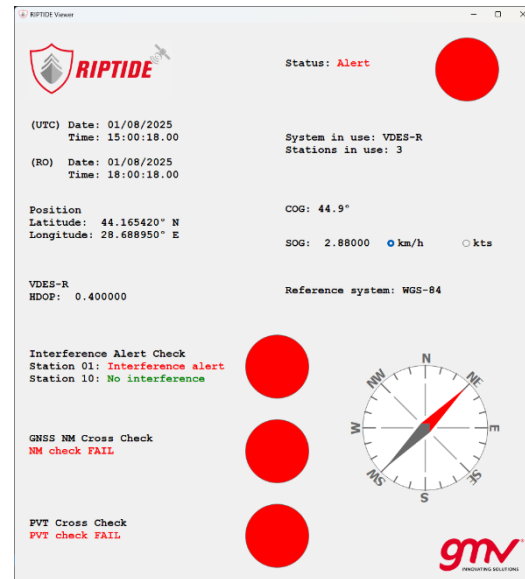 RIPTIDE Viewer
RIPTIDE
Status: Alert
(UTC) Date: 01/08/2025
Time: 15:00:18.00
(RO) Date: 01/08/2025
Time: 18:00:18.00
System in use: VDES-R
Stations in use: 3
Position
Latitude: 44.165420° N
Longitude: 28.688950° E
COG: 44.9°
SOG: 2.88000 km/h kts
VDES-R
HDOP: 0.400000
Reference system: WGS-84
Interference Alert Check
Station 01: Interference alert
Station 10: No interference
GNSS NM Cross Check
NM check FAIL
PVT Cross Check
PVT check FAIL
N
NE
E
SE
S
SW
W
NW
gmv
INNOVATING SOLUTIONS